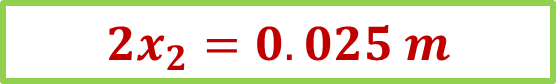 2x₂ = 0.025 m